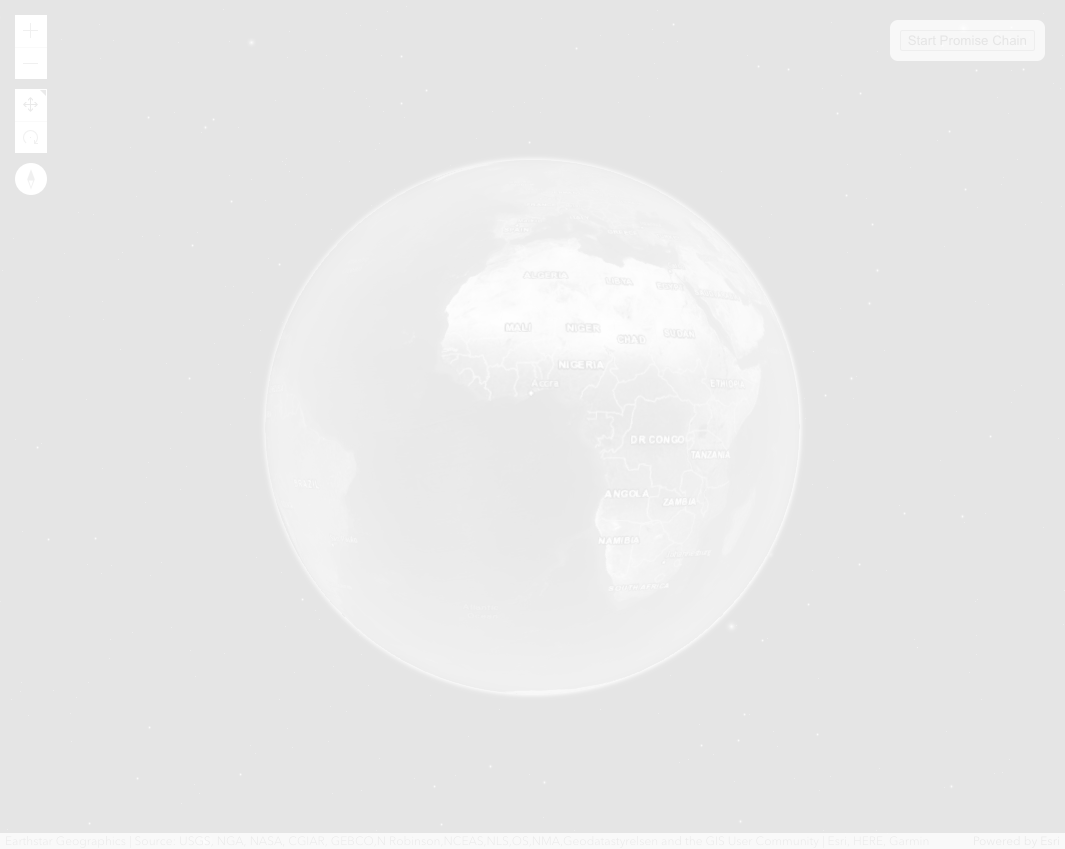 Start Promise Chain
ALGERIA
LIBYA
MALI
NIGER
CHAD
SUDAN
NIGERIA
Accra
ETHIOPIA
DR CONGO
TANZANIA
ANGOLA
ZAMBIA
NAMIBIA
SOUTH AFRICA
Earthstar Geographics | Source: USGS, NGA, NASA, CGIAR, GEBCO,N Robinson,NCEAS,NLS,OS,NMA,Geodatastyrelsen and the GIS User Community | Esri, HERE, Garmin
Powered by Esri